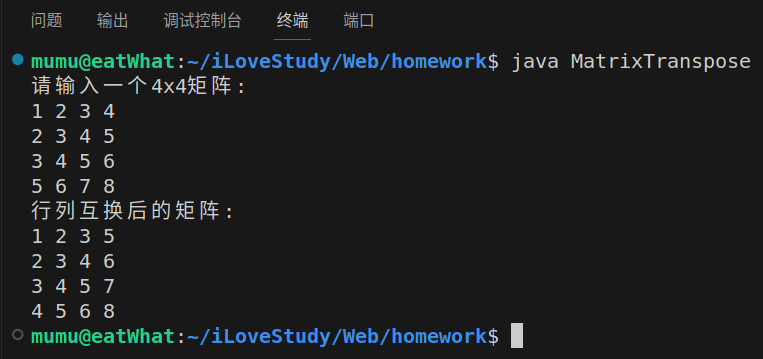 问题 输出 调试控制台 终端 端口
mumu@eatWhat:~/iLoveStudy/Web/homework$ java MatrixTranspose
请输入一个4x4矩阵:
1 2 3 4
2 3 4 5
3 4 5 6
5 6 7 8
行列互换后的矩阵:
1 2 3 5
2 3 4 6
3 4 5 7
4 5 6 8
mumu@eatWhat:~/iLoveStudy/Web/homework$